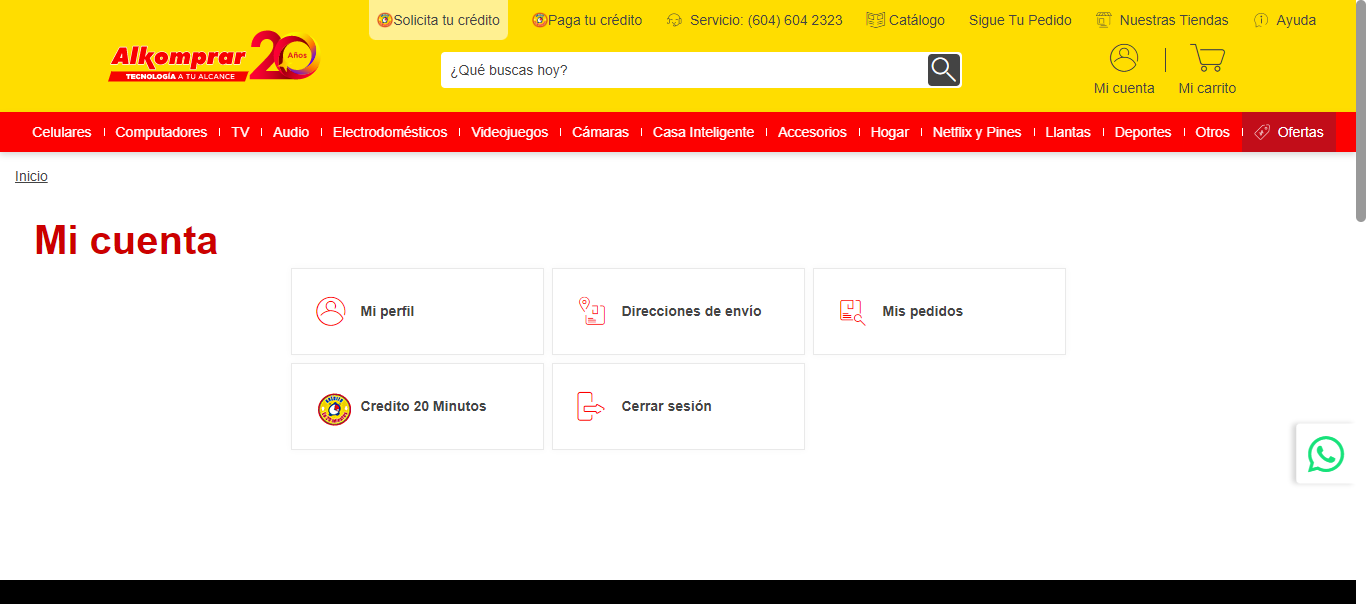 Solicita tu crédito
Paga tu crédito
Servicio: (604) 604 2323
Catálogo
Sigue Tu Pedido
Nuestras Tiendas
Ayuda
Alkomprar
20 Años
TECNOLOGÍA A TU ALCANCE
¿Qué buscas hoy?
Mi cuenta
Mi carrito
Celulares
Computadores
TV
Audio
Electrodomésticos
Videojuegos
Cámaras
Casa Inteligente
Accesorios
Hogar
Netflix y Pines
Llantas
Deportes
Otros
Ofertas
Inicio
Mi cuenta
Mi perfil
Direcciones de envío
Mis pedidos
Credito 20 Minutos
Cerrar sesión